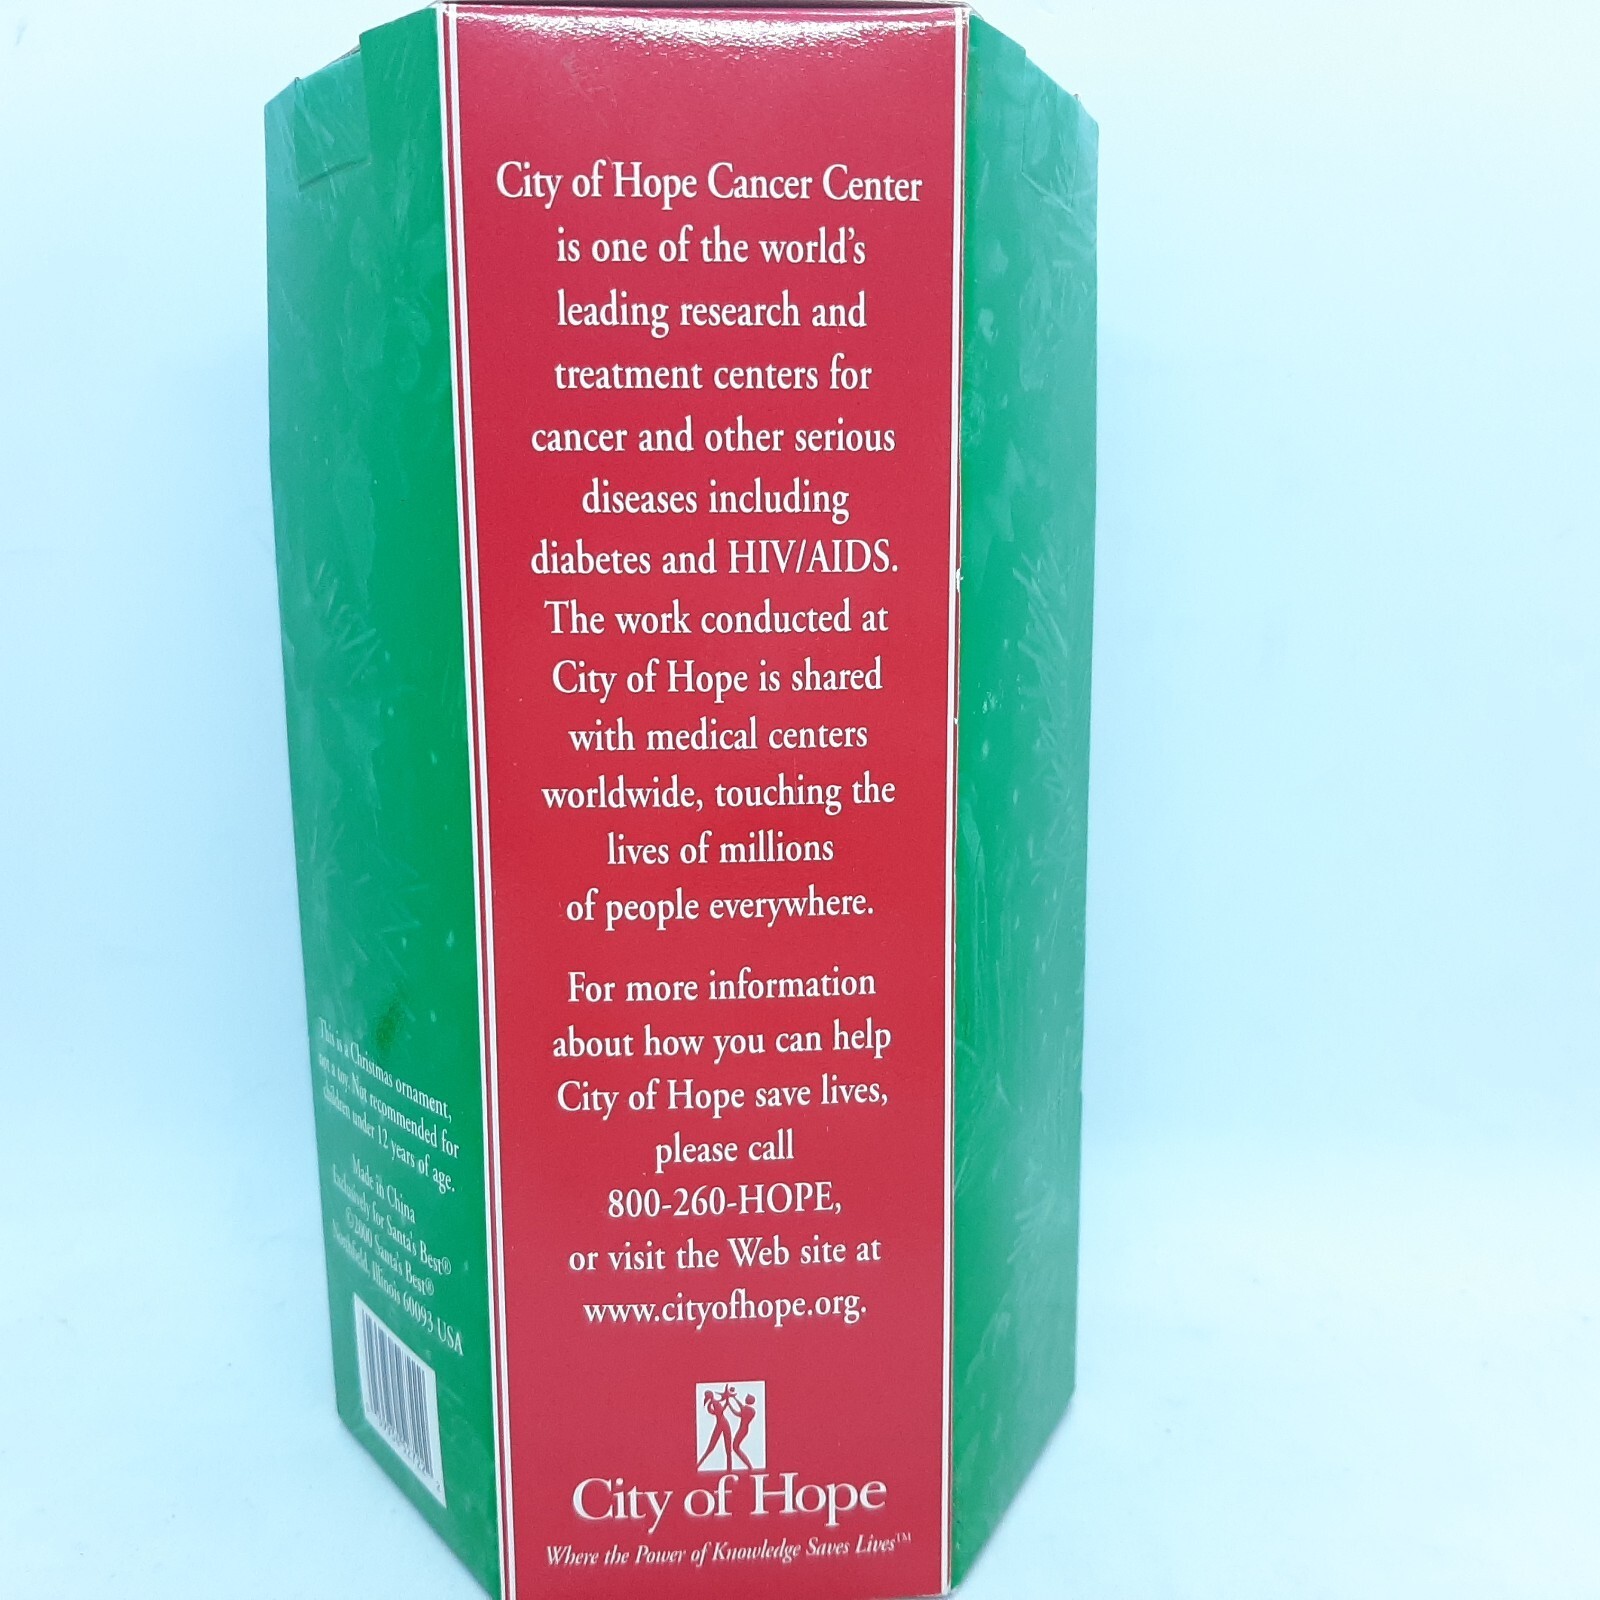 City of Hope Cancer Center
is one of the world's
leading research and
treatment centers for
cancer and other serious
diseases including
diabetes and HIV/AIDS.
The work conducted at
City of Hope is shared
with medical centers
worldwide, touching the
lives of millions
of people everywhere.
For more information
about how you can help
City of Hope save lives,
please call
800-260-HOPE,
or visit the Web site at
www.cityofhope.org.
City of Hope
Where the Power of Knowledge Saves Lives™
This is a Christmas ornament,
not a toy. Not recommended for
children under 12 years of age.
Made in China
Exclusively for Santa's Best®
©2000 Santa's Best®
Northfield, Illinois 60093 USA